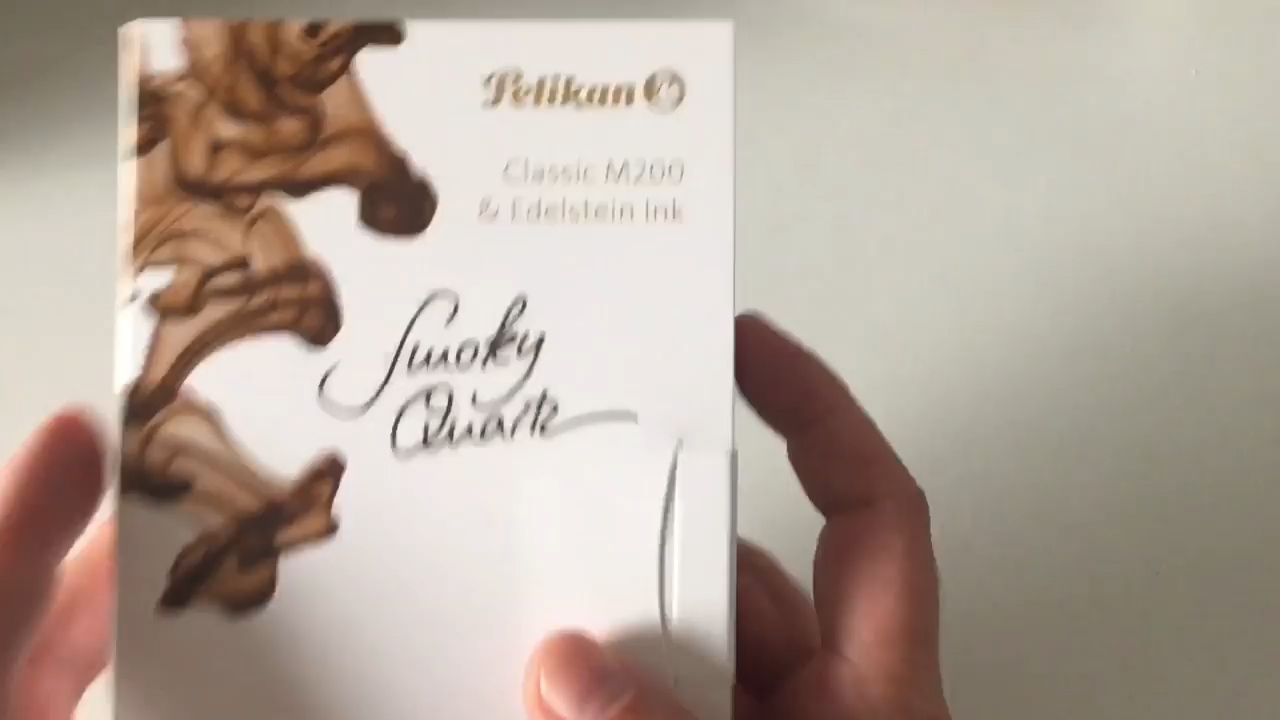 Pelikan
Classic M200
& Edelstein Ink
Smoky
Quartz